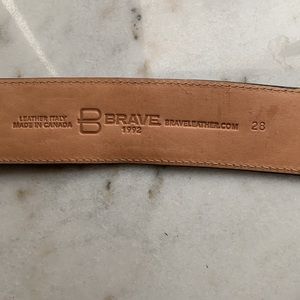 LEATHER ITALY
MADE IN CANADA
B BRAVE
1992
BRAVELEATHER.COM
28